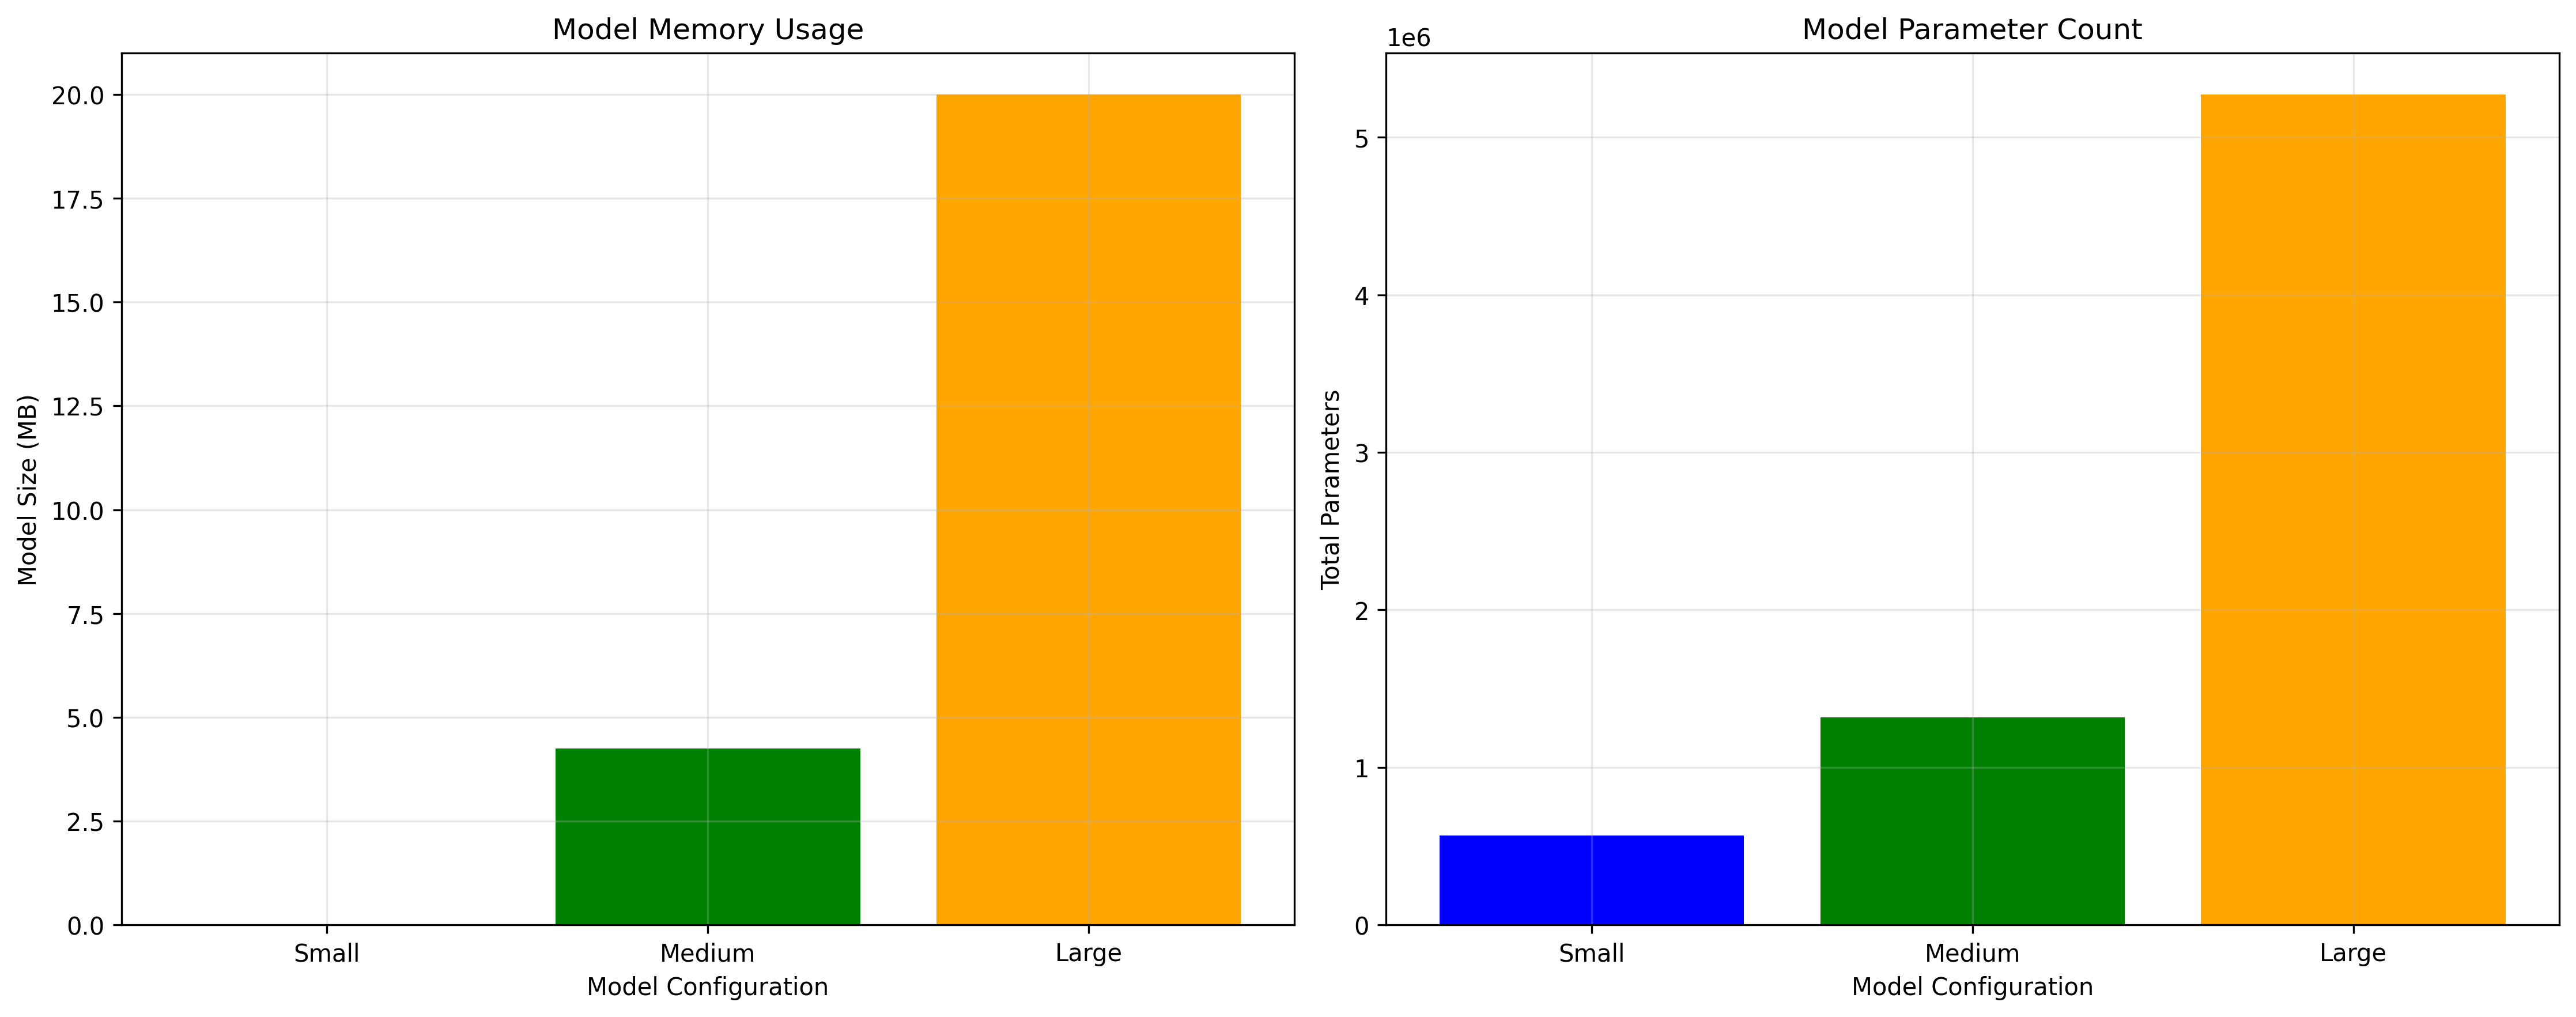 Model Memory Usage
20.0
17.5
15.0
12.5
10.0
7.5
5.0
2.5
0.0
Model Size (MB)
Small Medium Large
Model Configuration
Model Parameter Count
1e6
5
4
3
2
1
0
Total Parameters
Small Medium Large
Model Configuration